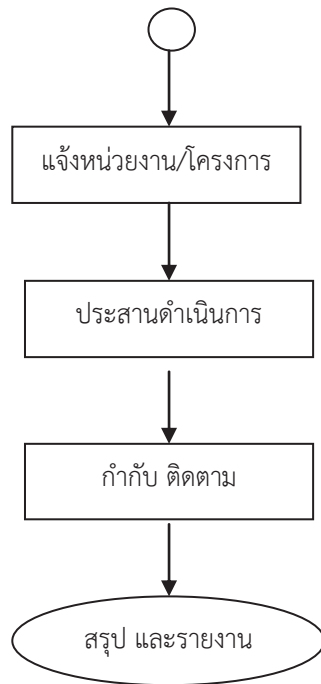 แจ้งหน่วยงาน/โครงการ
ประสานดำเนินการ
กำกับ ติดตาม
สรุป และรายงาน